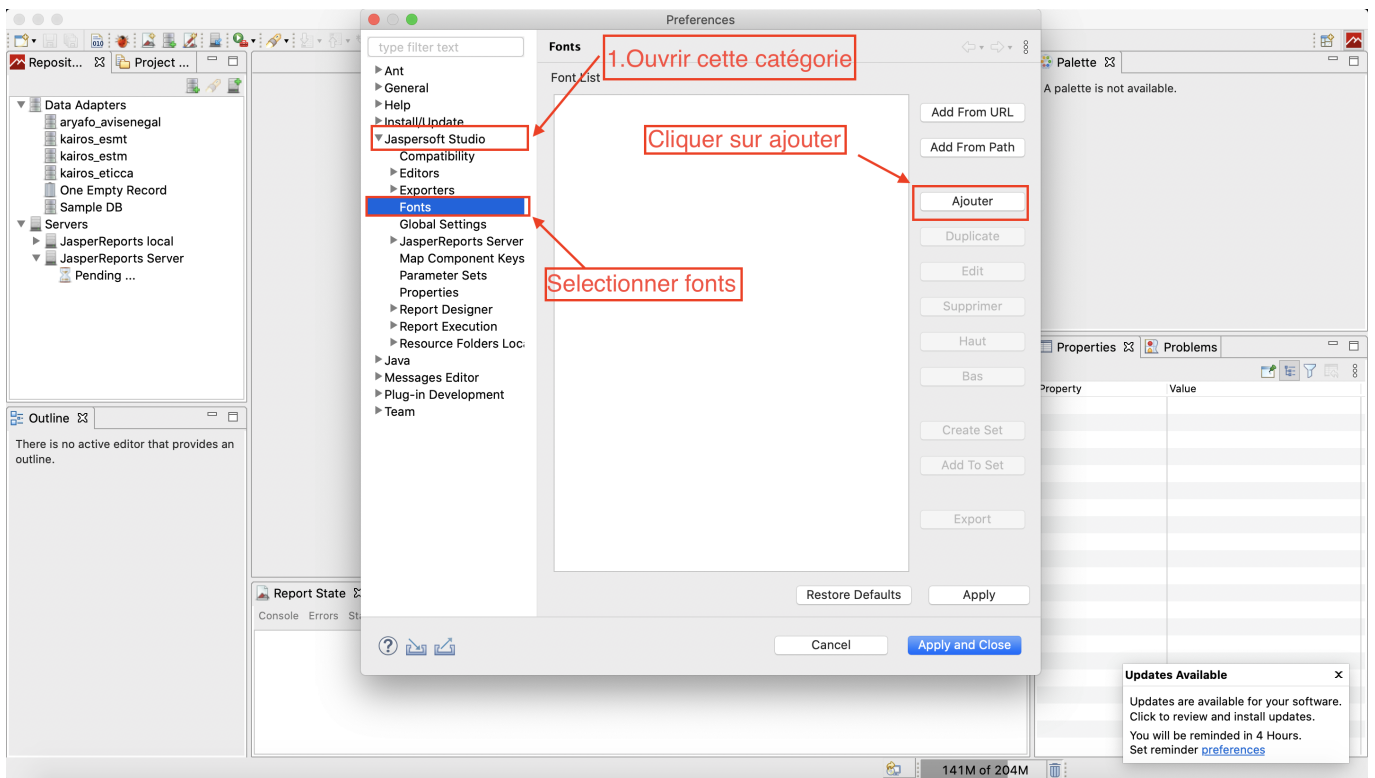 Preferences
Reposit...
Project ...
Data Adapters
aryafo_avisenegal
kairos_esmt
kairos_estm
kairos_eticca
One Empty Record
Sample DB
Servers
JasperReports local
JasperReports Server
Pending ...
Outline
There is no active editor that provides an
outline.
type filter text
Ant
General
Help
Install/Update
Jaspersoft Studio
Compatibility
Editors
Exporters
Fonts
Global Settings
JasperReports Server
Map Component Keys
Parameter Sets
Properties
Report Designer
Report Execution
Resource Folders Loc
Java
Messages Editor
Plug-in Development
Team
Fonts
1.Ouvrir cette catégorie
Font List
Cliquer sur ajouter
Selectionner fonts
Add From URL
Add From Path
Ajouter
Duplicate
Edit
Supprimer
Haut
Bas
Create Set
Add To Set
Export
Restore Defaults
Apply
Cancel
Apply and Close
Report State
Console Errors Sta
Palette
A palette is not available.
Properties
Problems
Property Value
Updates Available x
Updates are available for your software.
Click to review and install updates.
You will be reminded in 4 Hours.
Set reminder preferences
141M of 204M